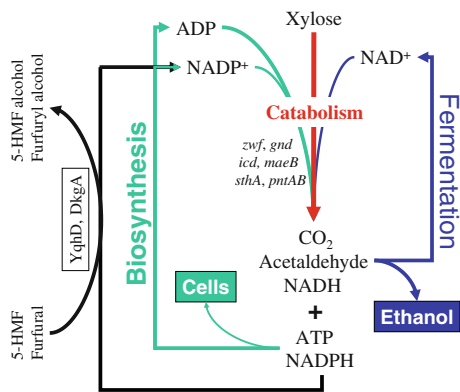 ADP
Xylose
NADP+
NAD+
Catabolism
zwf, gnd
icd, maeB
sthA, pntAB
Biosynthesis
Fermentation
5-HMF alcohol
Furfuryl alcohol
YqhD, DkgA
5-HMF
Furfural
CO2
Acetaldehyde
NADH
+
ATP
NADPH
Cells
Ethanol